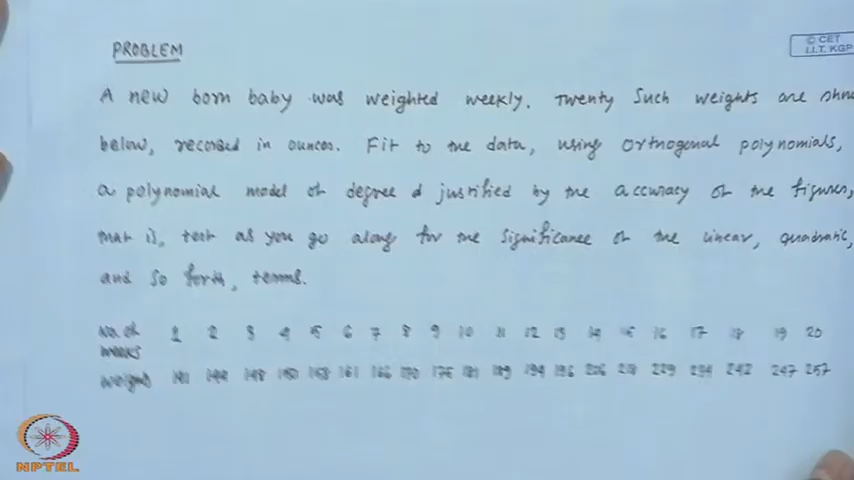 PROBLEM
© CET
I.I.T. KGP
A new born baby was weighted weekly. Twenty Such weights are
below, recorded in ounces. Fit to the data, using orthogonal polynomials,
a polynomial model of degree d justified by the accuracy of the figures,
that is, test as you go along for the significance of the linear, quadratic,
and so forth, terms.
No. of weeks 1 2 3 4 5 6 7 8 9 10 11 12 13 14 15 16 17 18 19 20
weight 144 148 150 158 161 166 170 175 181 189 194 196 206 218 229 234 242 247 257
NPTEL